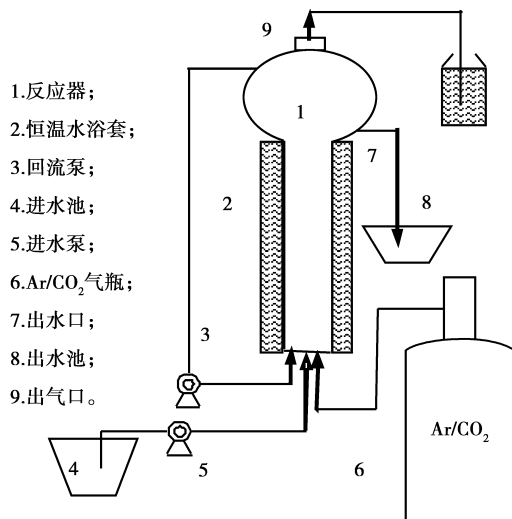 1.反应器；
2.恒温水浴套；
3.回流泵；
4.进水池；
5.进水泵；
6.Ar/CO₂气瓶；
7.出水口；
8.出水池；
9.出气口。
9
1
7
2
8
3
Ar/CO₂
4
5
6